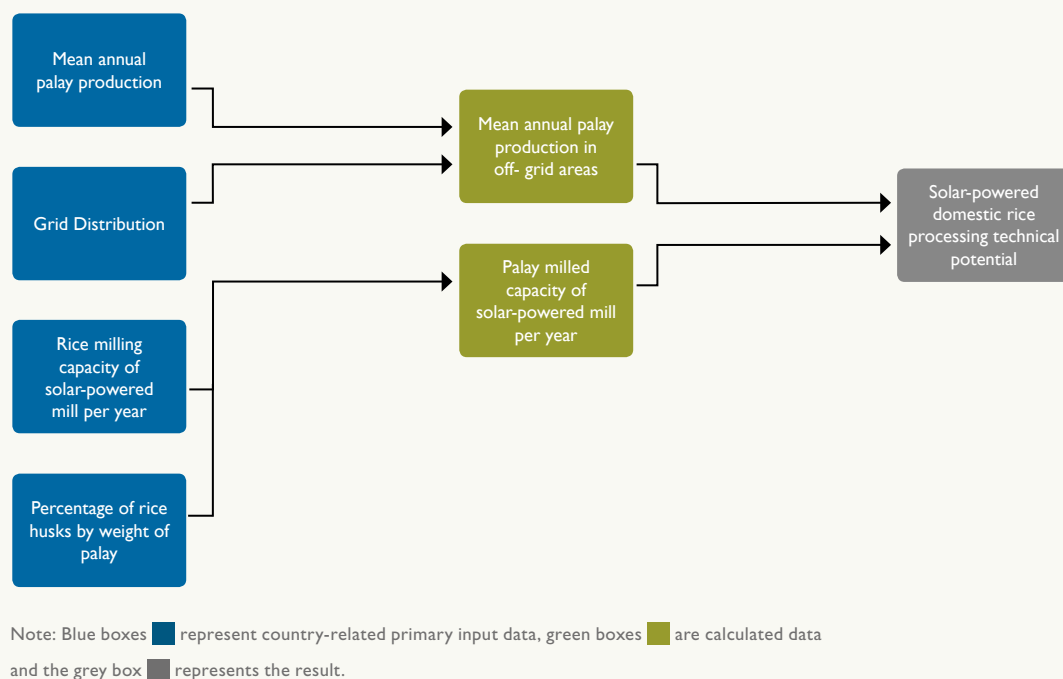 Mean annual
palay production
Grid Distribution
Rice milling
capacity of
solar-powered
mill per year
Percentage of rice
husks by weight of
palay
Mean annual palay
production in
off- grid areas
Palay milled
capacity of
solar-powered mill
per year
Solar-powered
domestic rice
processing technical
potential
Note: Blue boxes represent country-related primary input data, green boxes are calculated data
and the grey box represents the result.